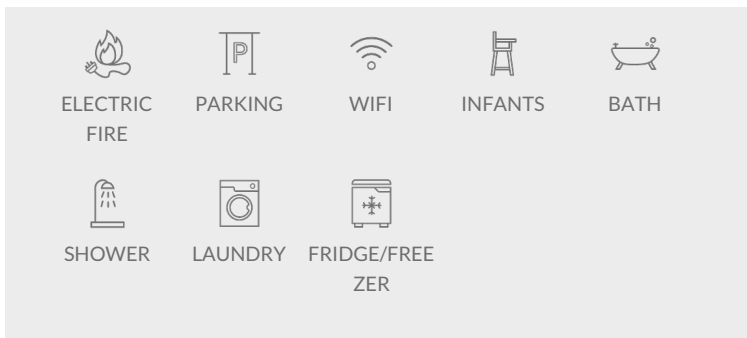 P
ELECTRIC FIRE
PARKING
WIFI
INFANTS
BATH
SHOWER
LAUNDRY
FRIDGE/FREE
ZER